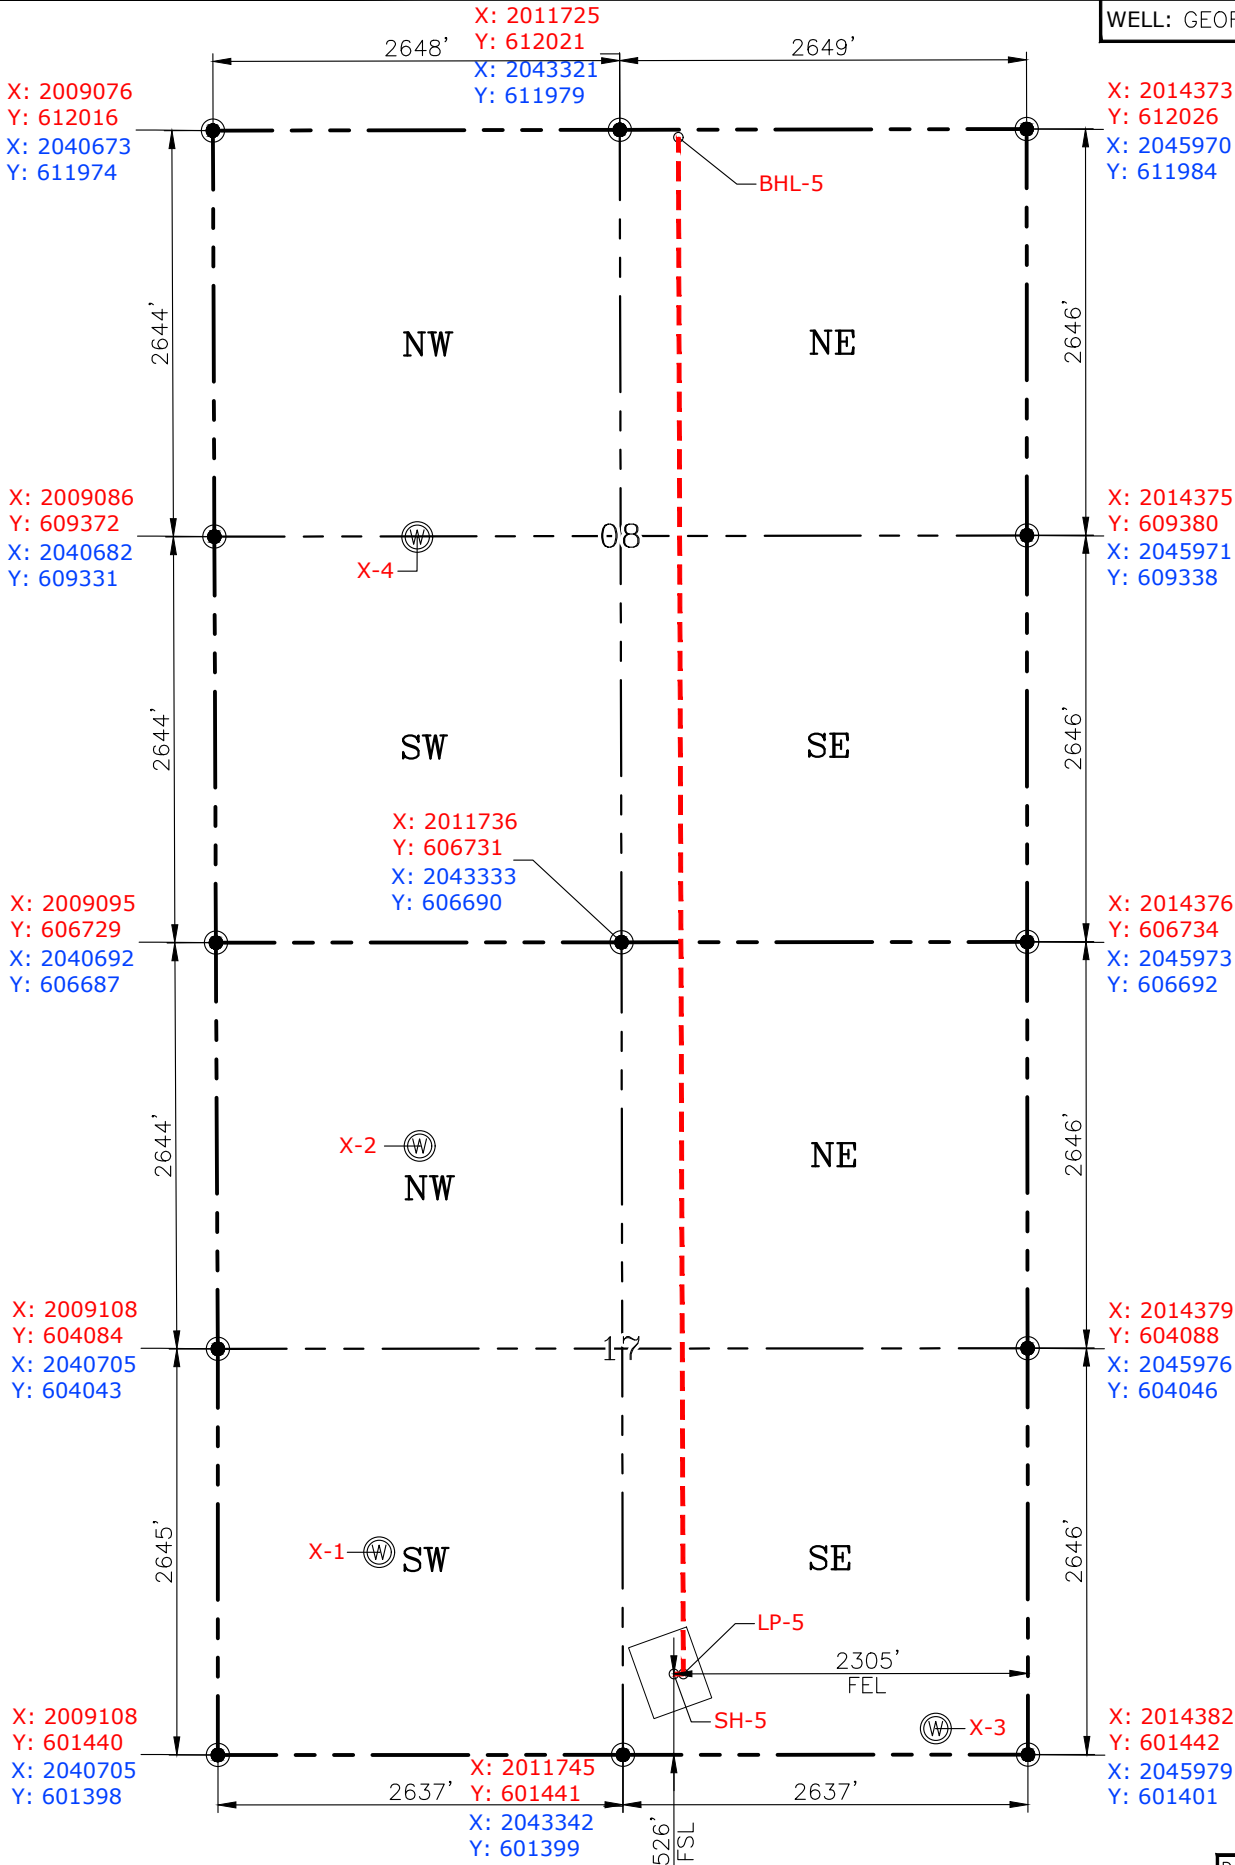 WELL:
X: 2011725
Y: 612021
X: 2043321
Y: 611979
2648'
2649'
X: 2009076
Y: 612016
X: 2040673
Y: 611974
X: 2014373
Y: 612026
X: 2045970
Y: 611984
BHL-5
2644'
NW
NE
2646'
X: 2009086
Y: 609372
X: 2040682
Y: 609331
08
X-4
X: 2014375
Y: 609380
X: 2045971
Y: 609338
2644'
SW
SE
2646'
X: 2011736
Y: 606731
X: 2043333
Y: 606690
X: 2009095
Y: 606729
X: 2040692
Y: 606687
X: 2014376
Y: 606734
X: 2045973
Y: 606692
2644'
X-2
W
NW
NE
2646'
X: 2009108
Y: 604084
X: 2040705
Y: 604043
17
X: 2014379
Y: 604088
X: 2045976
Y: 604046
2645'
X-1
W
SW
SE
2646'
LP-5
2305'
FEL
SH-5
W
X-3
X: 2009108
Y: 601440
X: 2040705
Y: 601398
X: 2014382
Y: 601442
X: 2045979
Y: 601401
2637'
X: 2011745
Y: 601441
X: 2043342
Y: 601399
2637'
526'
FSL
W